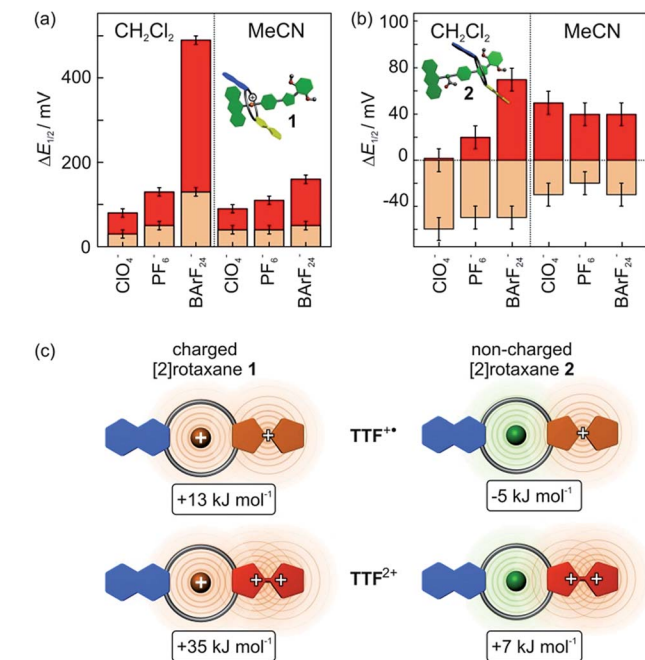 (a)
CH₂Cl₂ MeCN
ΔE₁/₂/ mV
400
200
0
1
ClO₄⁻
PF₆⁻
BArF₂₄⁻
ClO₄⁻
PF₆⁻
BArF₂₄⁻
(b)
CH₂Cl₂ MeCN
ΔE₁/₂/ mV
120
80
40
0
-40
2
ClO₄⁻
PF₆⁻
BArF₂₄⁻
ClO₄⁻
PF₆⁻
BArF₂₄⁻
(c)
charged
[2]rotaxane 1
non-charged
[2]rotaxane 2
+ +
TTF⁺•
+
+13 kJ mol⁻¹
-5 kJ mol⁻¹
+ + +
TTF²⁺
+ +
+35 kJ mol⁻¹
+7 kJ mol⁻¹